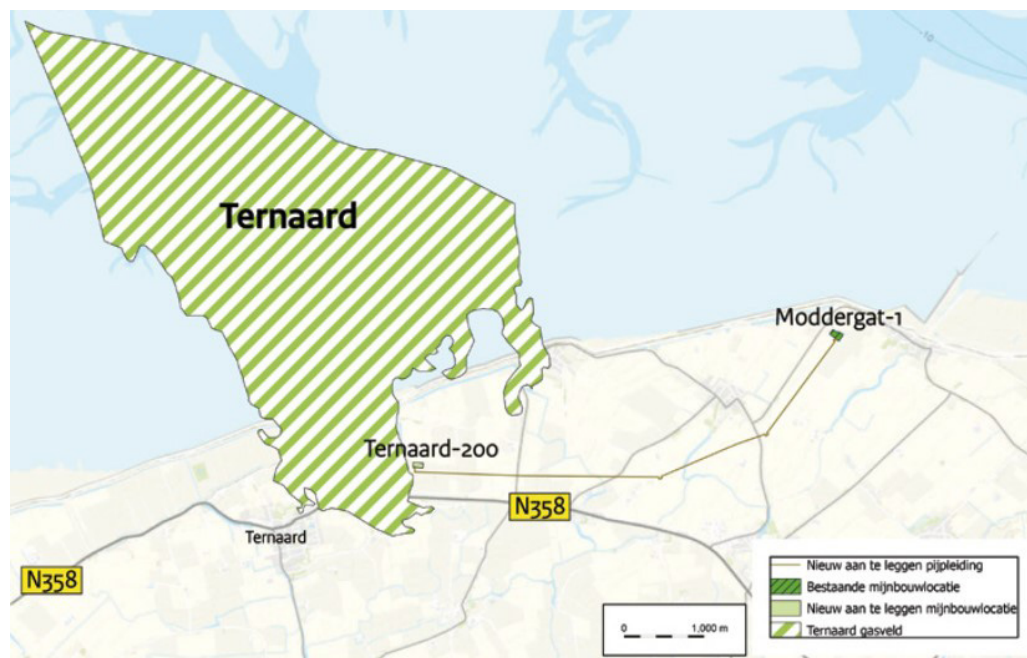 -10
Ternaard
Moddergat-1
Ternaard-200
N358
Ternaard
N358
0 1,000 m
Nieuw aan te leggen pijpleiding
Bestaande mijnbouwlocatie
Nieuw aan te leggen mijnbouwlocatie
Ternaard gasveld